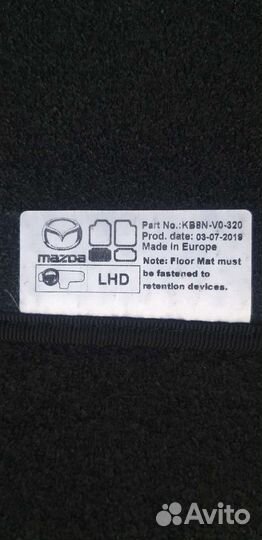 Part No.:KB8N-V0-320
Prod. date: 03-07-2019
Made in Europe
mazda
Note: Floor Mat must
be fastened to
retention devices.
LHD
Avito